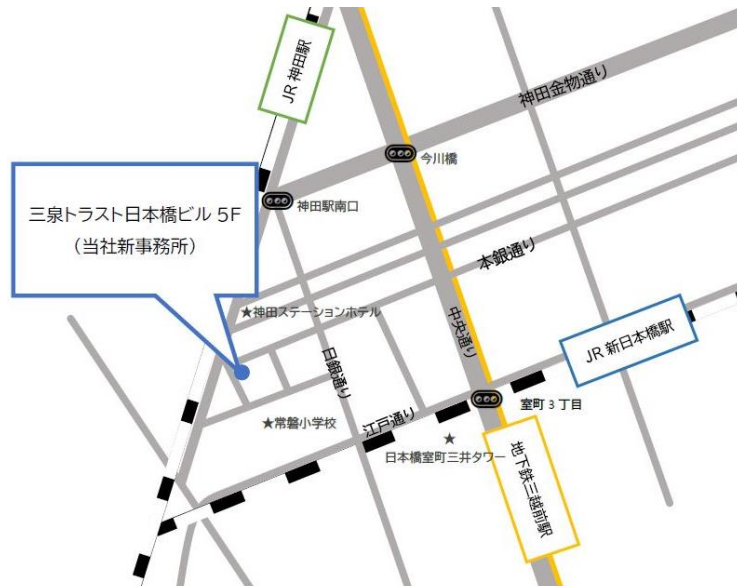 JR 神田駅
神田金物通り
今川橋
三泉トラスト日本橋ビル 5F
（当社新事務所）
神田駅南口
本銀通り
★神田ステーションホテル
中央通り
JR 新日本橋駅
日銀通り
室町 3 丁目
★常磐小学校
江戸通り
★
日本橋室町三井タワー
地下鉄三越前駅